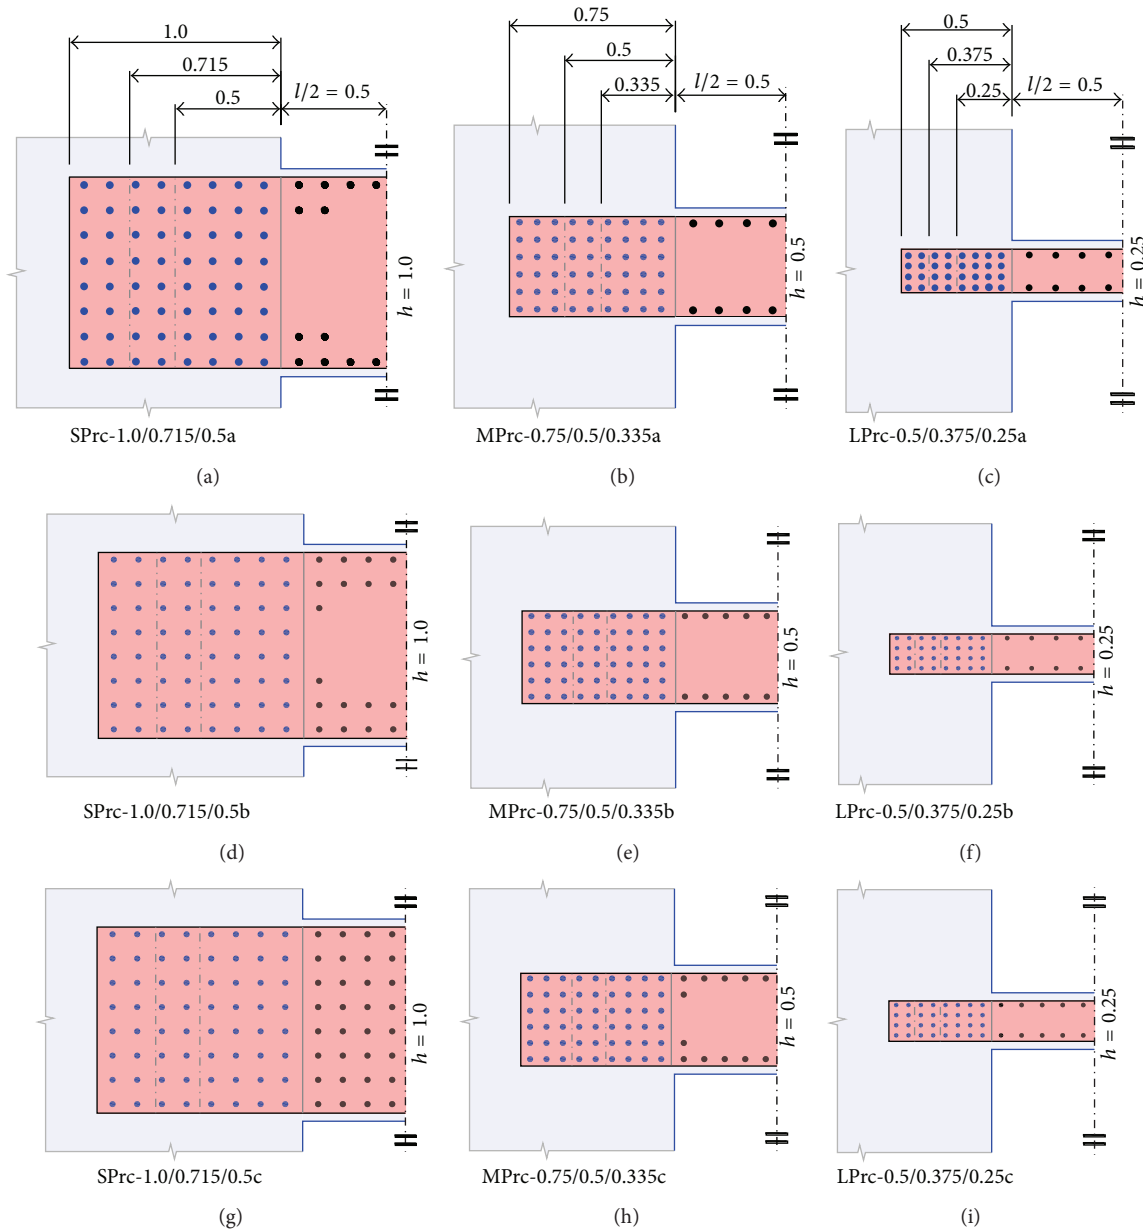 1.0
0.715
0.5
l/2 = 0.5
h = 1.0
SPrc-1.0/0.715/0.5a
(a)
0.75
0.5
0.335
l/2 = 0.5
h = 0.5
MPrc-0.75/0.5/0.335a
(b)
0.5
0.375
0.25
l/2 = 0.5
h = 0.25
LPrc-0.5/0.375/0.25a
(c)
h = 1.0
SPrc-1.0/0.715/0.5b
(d)
h = 0.5
MPrc-0.75/0.5/0.335b
(e)
h = 0.25
LPrc-0.5/0.375/0.25b
(f)
h = 1.0
SPrc-1.0/0.715/0.5c
(g)
h = 0.5
MPrc-0.75/0.5/0.335c
(h)
h = 0.25
LPrc-0.5/0.375/0.25c
(i)